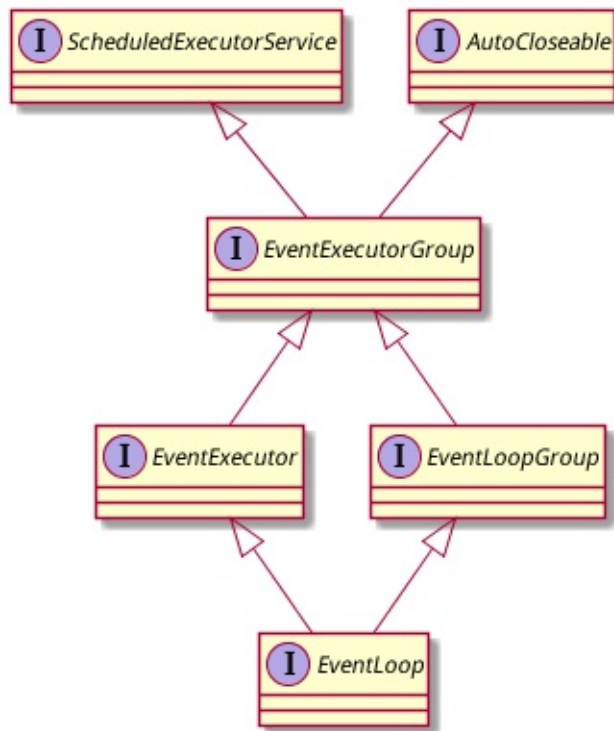 I ScheduledExecutorService
I AutoCloseable
I EventExecutorGroup
I EventExecutor
I EventLoopGroup
I EventLoop